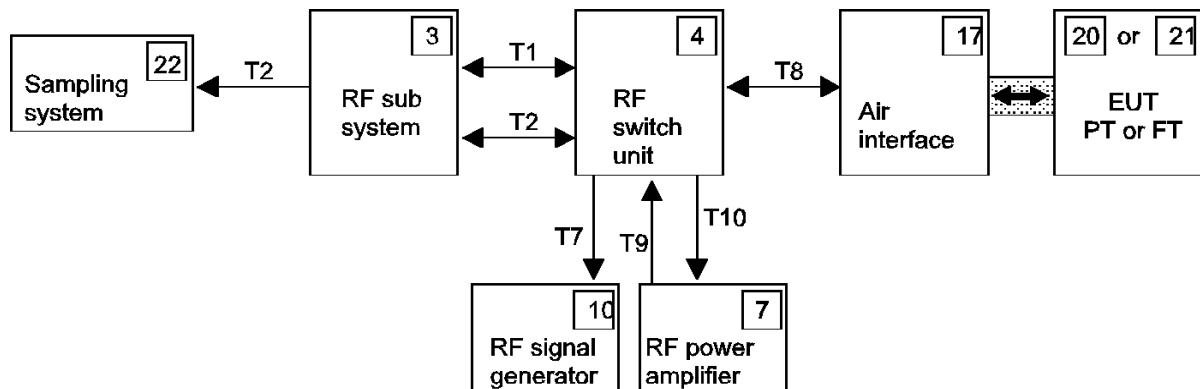 22
Sampling
system
T2
3
RF sub
system
T1
T2
4
RF
switch
unit
T8
17
Air
interface
20 or 21
EUT
PT or FT
T7
T9
T10
10
RF signal
generator
7
RF power
amplifier